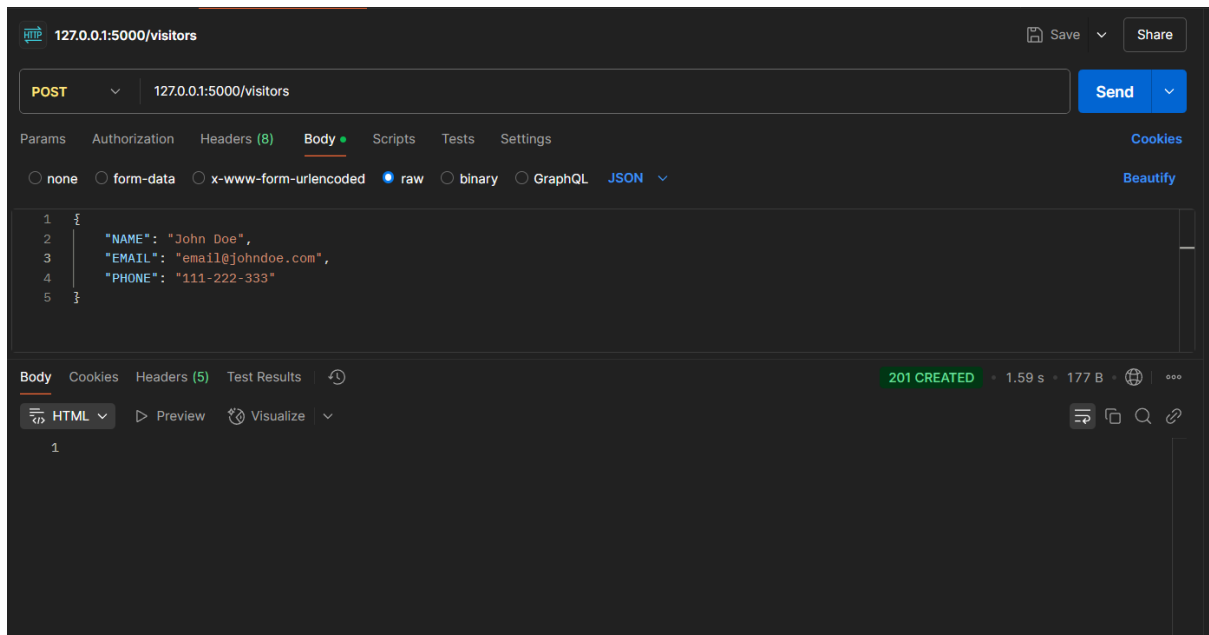 HTTP 127.0.0.1:5000/visitors Save Share
POST 127.0.0.1:5000/visitors Send
Params Authorization Headers (8) Body Scripts Tests Settings Cookies
none form-data x-www-form-urlencoded raw binary GraphQL JSON Beautify
1 {
2 "NAME": "John Doe",
3 "EMAIL": "email@johndoe.com",
4 "PHONE": "111-222-333"
5 }
Body Cookies Headers (5) Test Results 201 CREATED 1.59 s 177 B
HTML Preview Visualize
1